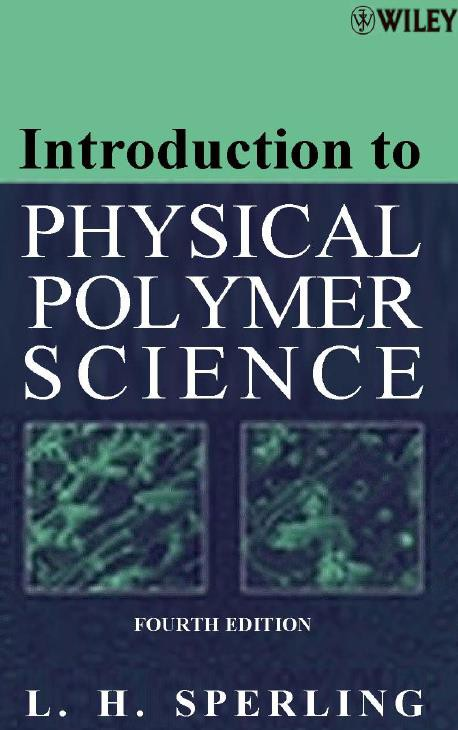 WILEY
Introduction to
PHYSICAL
POLYMER
SCIENCE
FOURTH EDITION
L. H. SPERLING